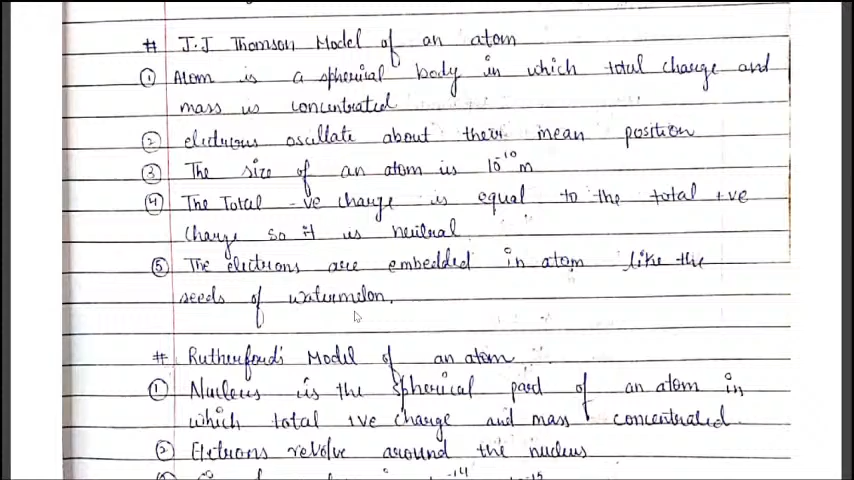 # J.J Thomson Model of an atom
① Atom is a spherical body in which total charge and
mass is concentrated
② electrons oscillate about their mean position
③ The size of an atom is 10⁻¹⁰ m
④ The Total -ve charge is equal to the total +ve
charge so it is neutral
⑤ The electrons are embedded in atom like the
seeds of watermelon.
# Rutherford's Model of an atom
① Nucleus is the spherical part of an atom in
which total +ve charge and mass concentrated
② Eletrons revolve around the nucleus